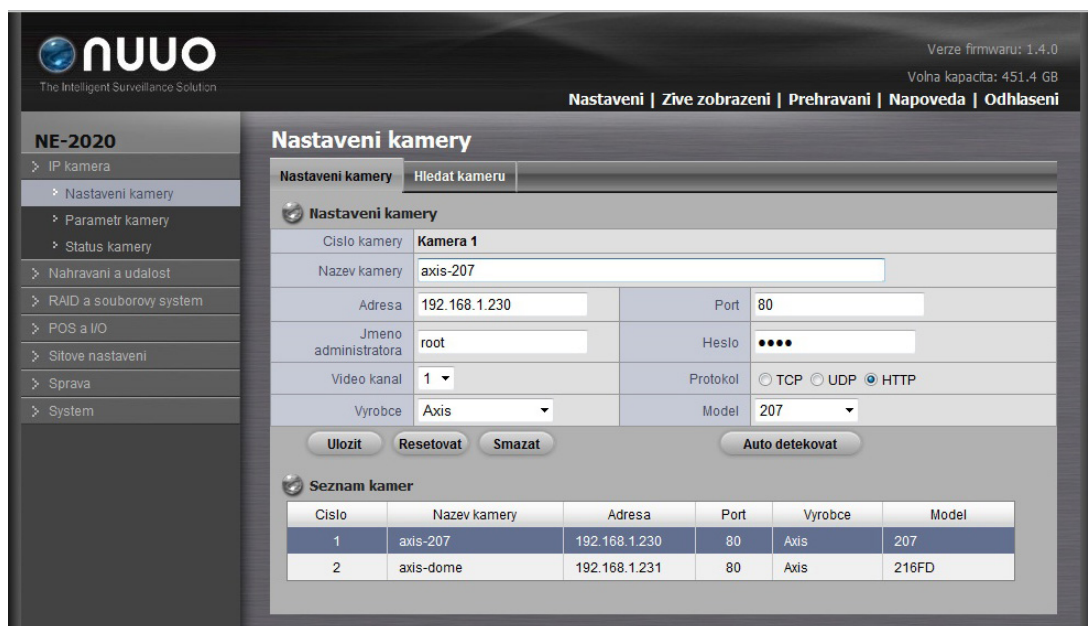 nuuo
The Intelligent Surveillance Solution
Verze firmwaru: 1.4.0
Volna kapacita: 451.4 GB
Nastaveni | Zive zobrazeni | Prehravani | Napoveda | Odhlaseni
NE-2020
IP kamera
Nastaveni kamery
Parametr kamery
Status kamery
Nahravani a udalost
RAID a souborovy system
POS a I/O
Sitove nastaveni
Sprava
System
Nastaveni kamery
Nastaveni kamery Hledat kameru
Nastaveni kamery
Cislo kamery Kamera 1
Nazev kamery axis-207
Adresa 192.168.1.230 Port 80
Jmeno administratora root Heslo ●●●●
Video kanal 1 Protokol TCP UDP HTTP
Vyrobce Axis Model 207
Ulozit Resetovat Smazat Auto detekovat
Seznam kamer
Cislo Nazev kamery Adresa Port Vyrobce Model
1 axis-207 192.168.1.230 80 Axis 207
2 axis-dome 192.168.1.231 80 Axis 216FD